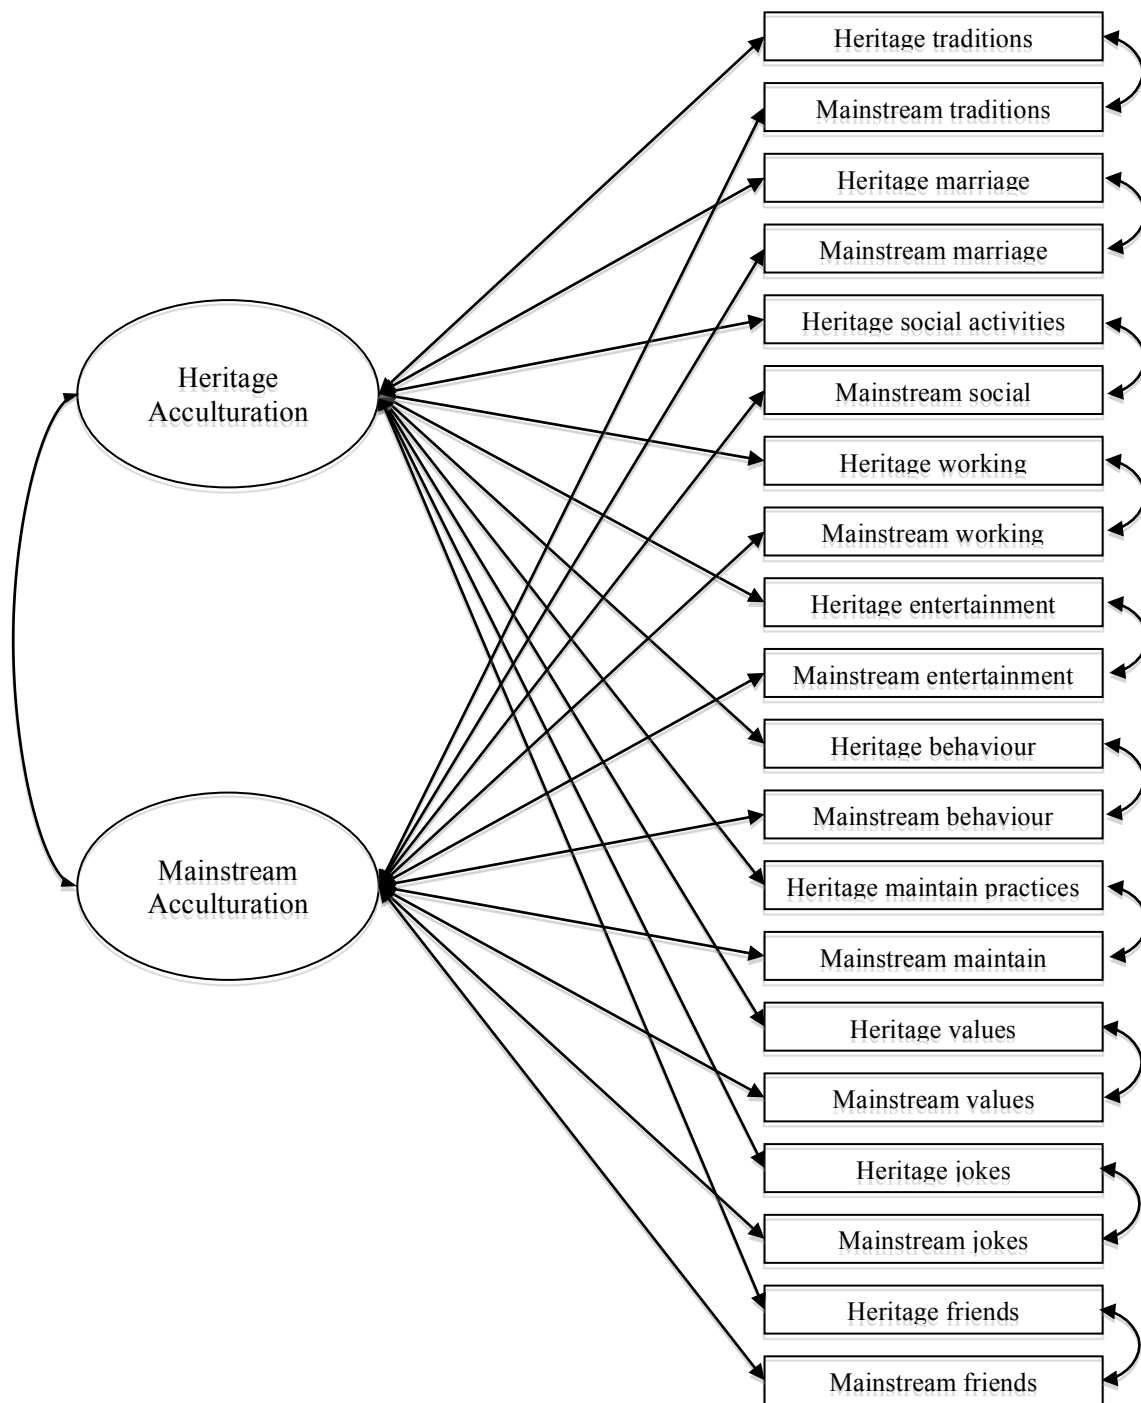 Heritage traditions
Mainstream traditions
Heritage marriage
Mainstream marriage
Heritage social activities
Mainstream social
Heritage working
Mainstream working
Heritage entertainment
Mainstream entertainment
Heritage behaviour
Mainstream behaviour
Heritage maintain practices
Mainstream maintain
Heritage values
Mainstream values
Heritage jokes
Mainstream jokes
Heritage friends
Mainstream friends
Heritage
Acculturation
Mainstream
Acculturation